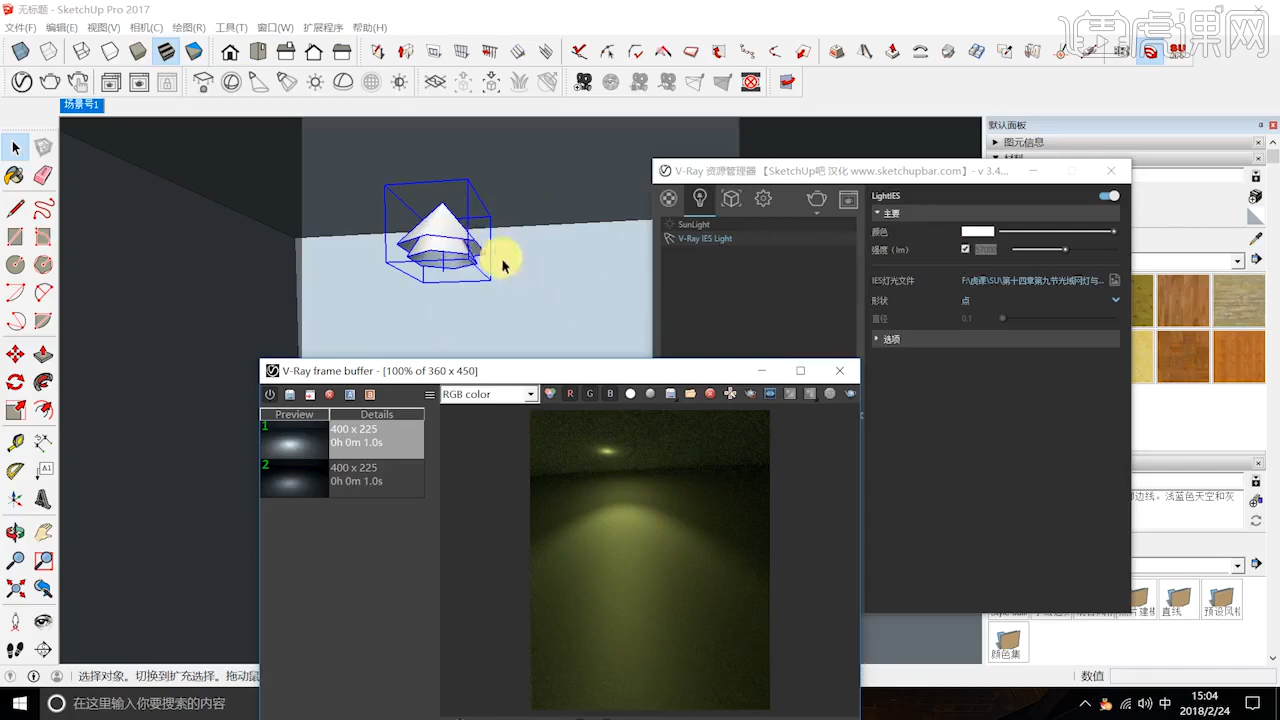 无标题 - SketchUp Pro 2017
文件(F) 编辑(E) 视图(V) 相机(C) 绘图(R) 工具(T) 窗口(W) 扩展程序 帮助(H)
虎课网
场景号1
默认面板
图元信息
材料
V-Ray 资源管理器 【SketchUp吧 汉化 www.sketchupbar.com】- v 3.4...
LightIES
主要
SunLight
V-Ray IES Light
颜色
强度 (lm)
IES灯光文件
形状 点
直径 0.1
选项
V-Ray frame buffer - [100% of 360 x 450]
RGB color
R G B
Preview Details
1 400 x 225
0h 0m 1.0s
2 400 x 225
0h 0m 1.0s
边线。浅蓝色天空和灰
直线
预设风格
颜色集
A1
选择对象。切换到扩充选择。拖动鼠
数值
在这里输入你要搜索的内容
中
15:04
2018/2/24